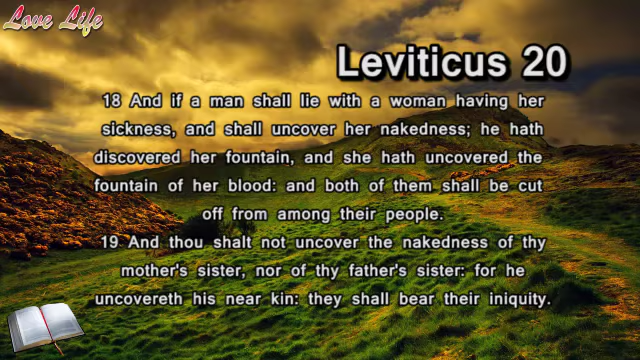 Love Life
Leviticus 20
18 And if a man shall lie with a woman having her
sickness, and shall uncover her nakedness; he hath
discovered her fountain, and she hath uncovered the
fountain of her blood: and both of them shall be cut
off from among their people.
19 And thou shalt not uncover the nakedness of thy
mother's sister, nor of thy father's sister: for he
uncovereth his near kin: they shall bear their iniquity.